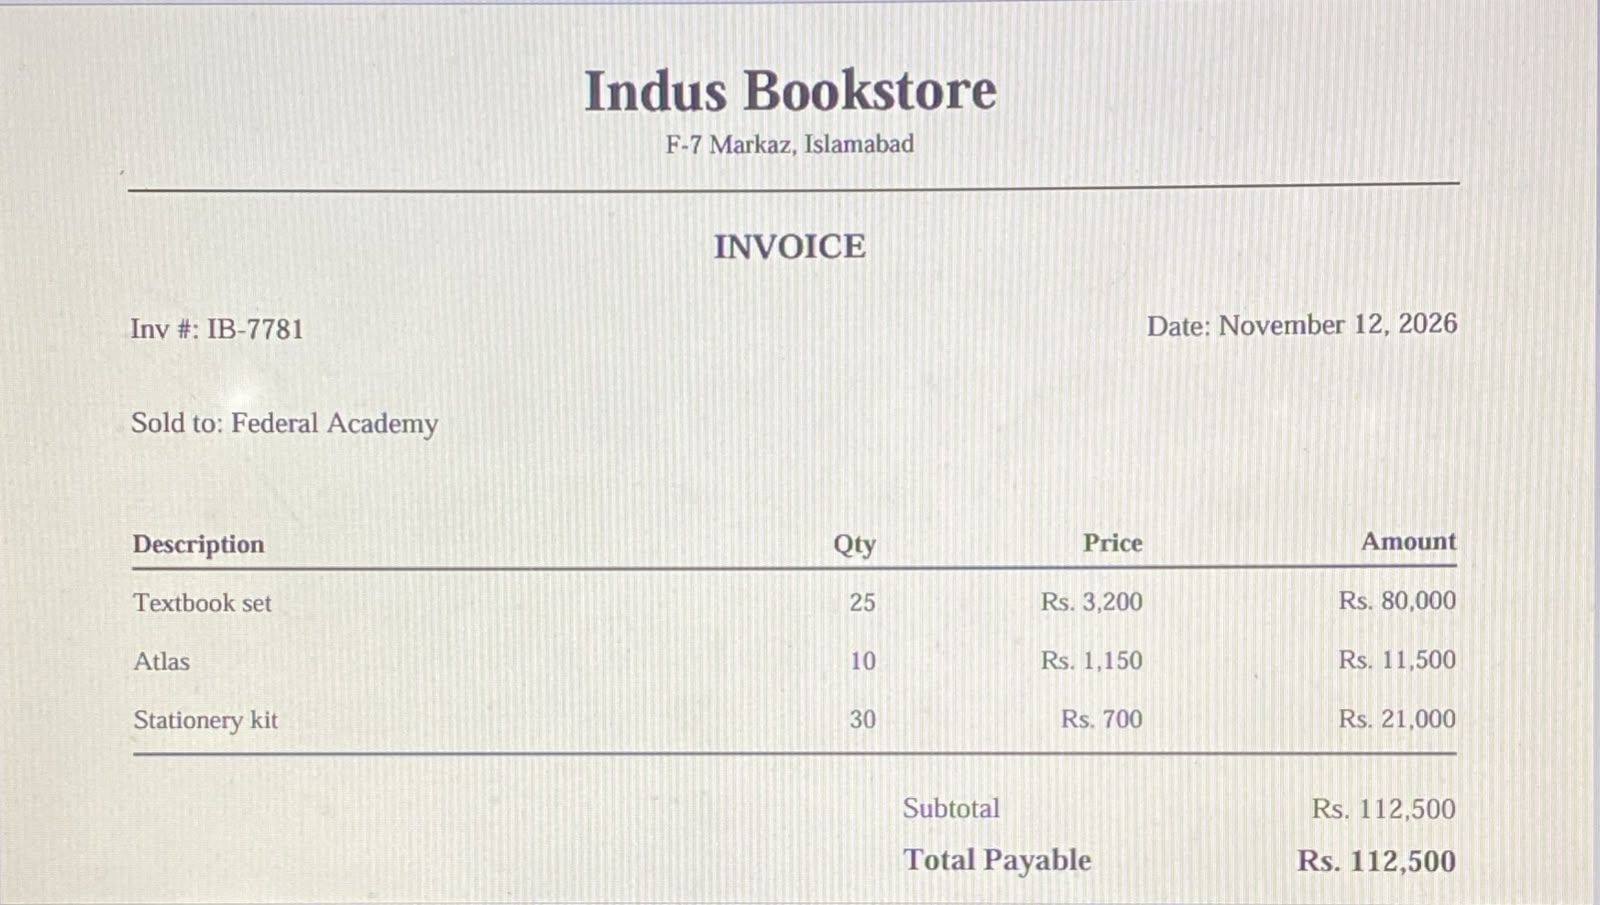 Indus Bookstore
F-7 Markaz, Islamabad
INVOICE
Inv #: IB-7781 Date: November 12, 2026
Sold to: Federal Academy
Description Qty Price Amount
Textbook set 25 Rs. 3,200 Rs. 80,000
Atlas 10 Rs. 1,150 Rs. 11,500
Stationery kit 30 Rs. 700 Rs. 21,000
Subtotal Rs. 112,500
Total Payable Rs. 112,500